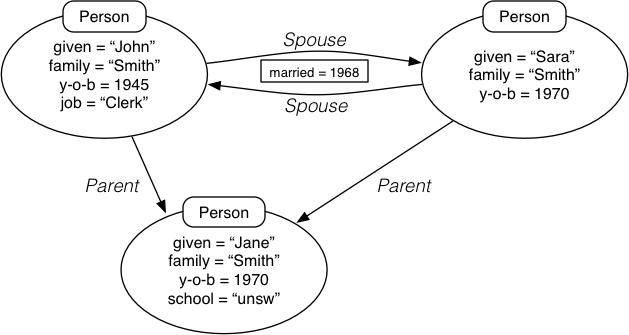 Person
given = “John”
family = “Smith”
y-o-b = 1945
job = “Clerk”
Spouse
married = 1968
Spouse
Person
given = “Sara”
family = “Smith”
y-o-b = 1970
Parent
Parent
Person
given = “Jane”
family = “Smith”
y-o-b = 1970
school = “unsw”